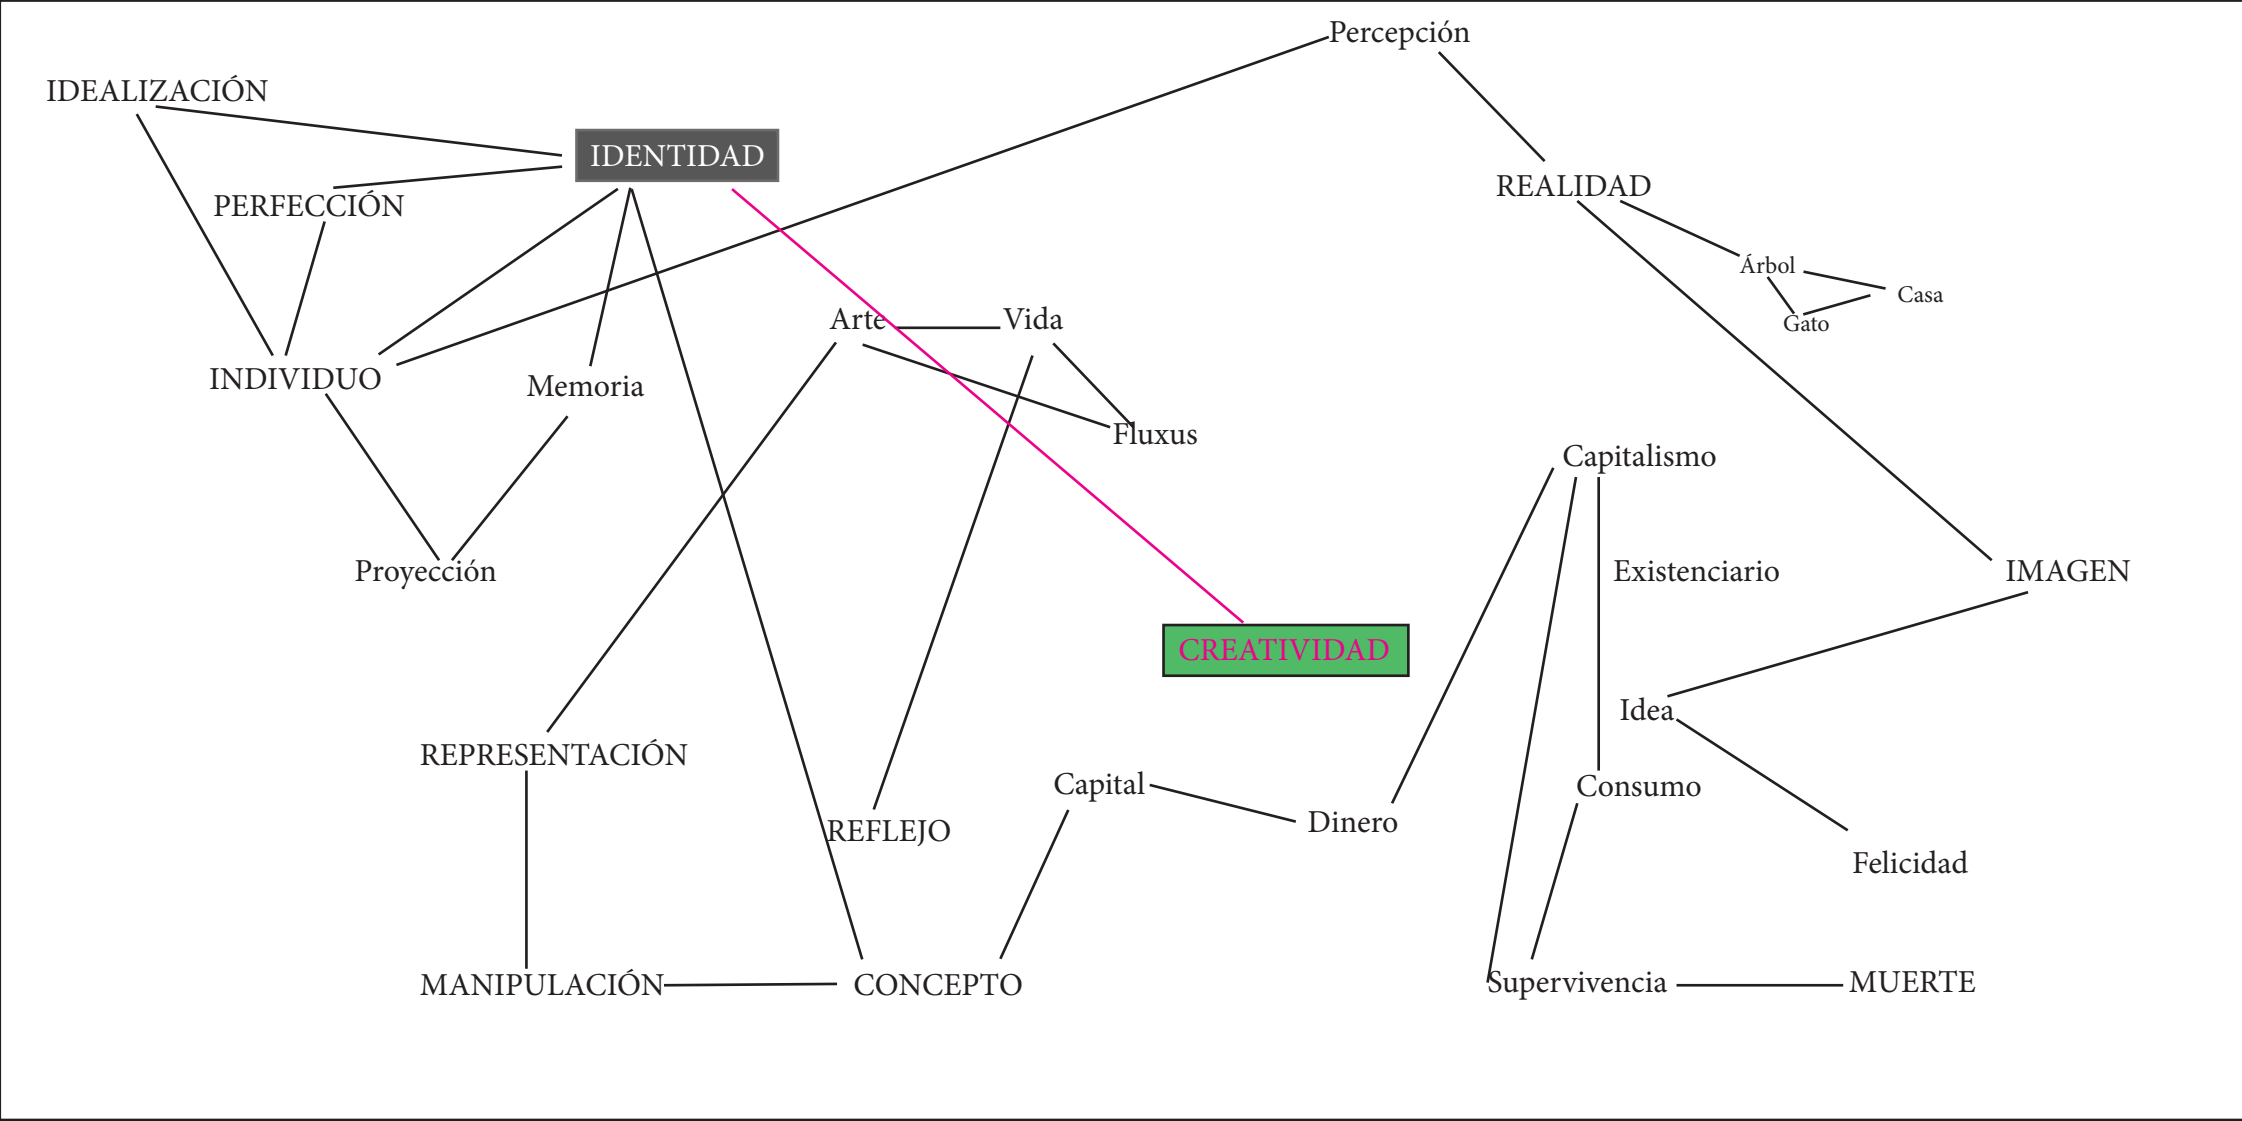 Percepción
IDEALIZACIÓN
IDENTIDAD
REALIDAD
PERFECCIÓN
Árbol
Casa
Gato
Arte
Vida
INDIVIDUO
Memoria
Fluxus
Capitalismo
Proyección
Existenciario
IMAGEN
CREATIVIDAD
Idea
REPRESENTACIÓN
Capital
Consumo
Dinero
REFLEJO
Felicidad
MANIPULACIÓN
CONCEPTO
Supervivencia
MUERTE